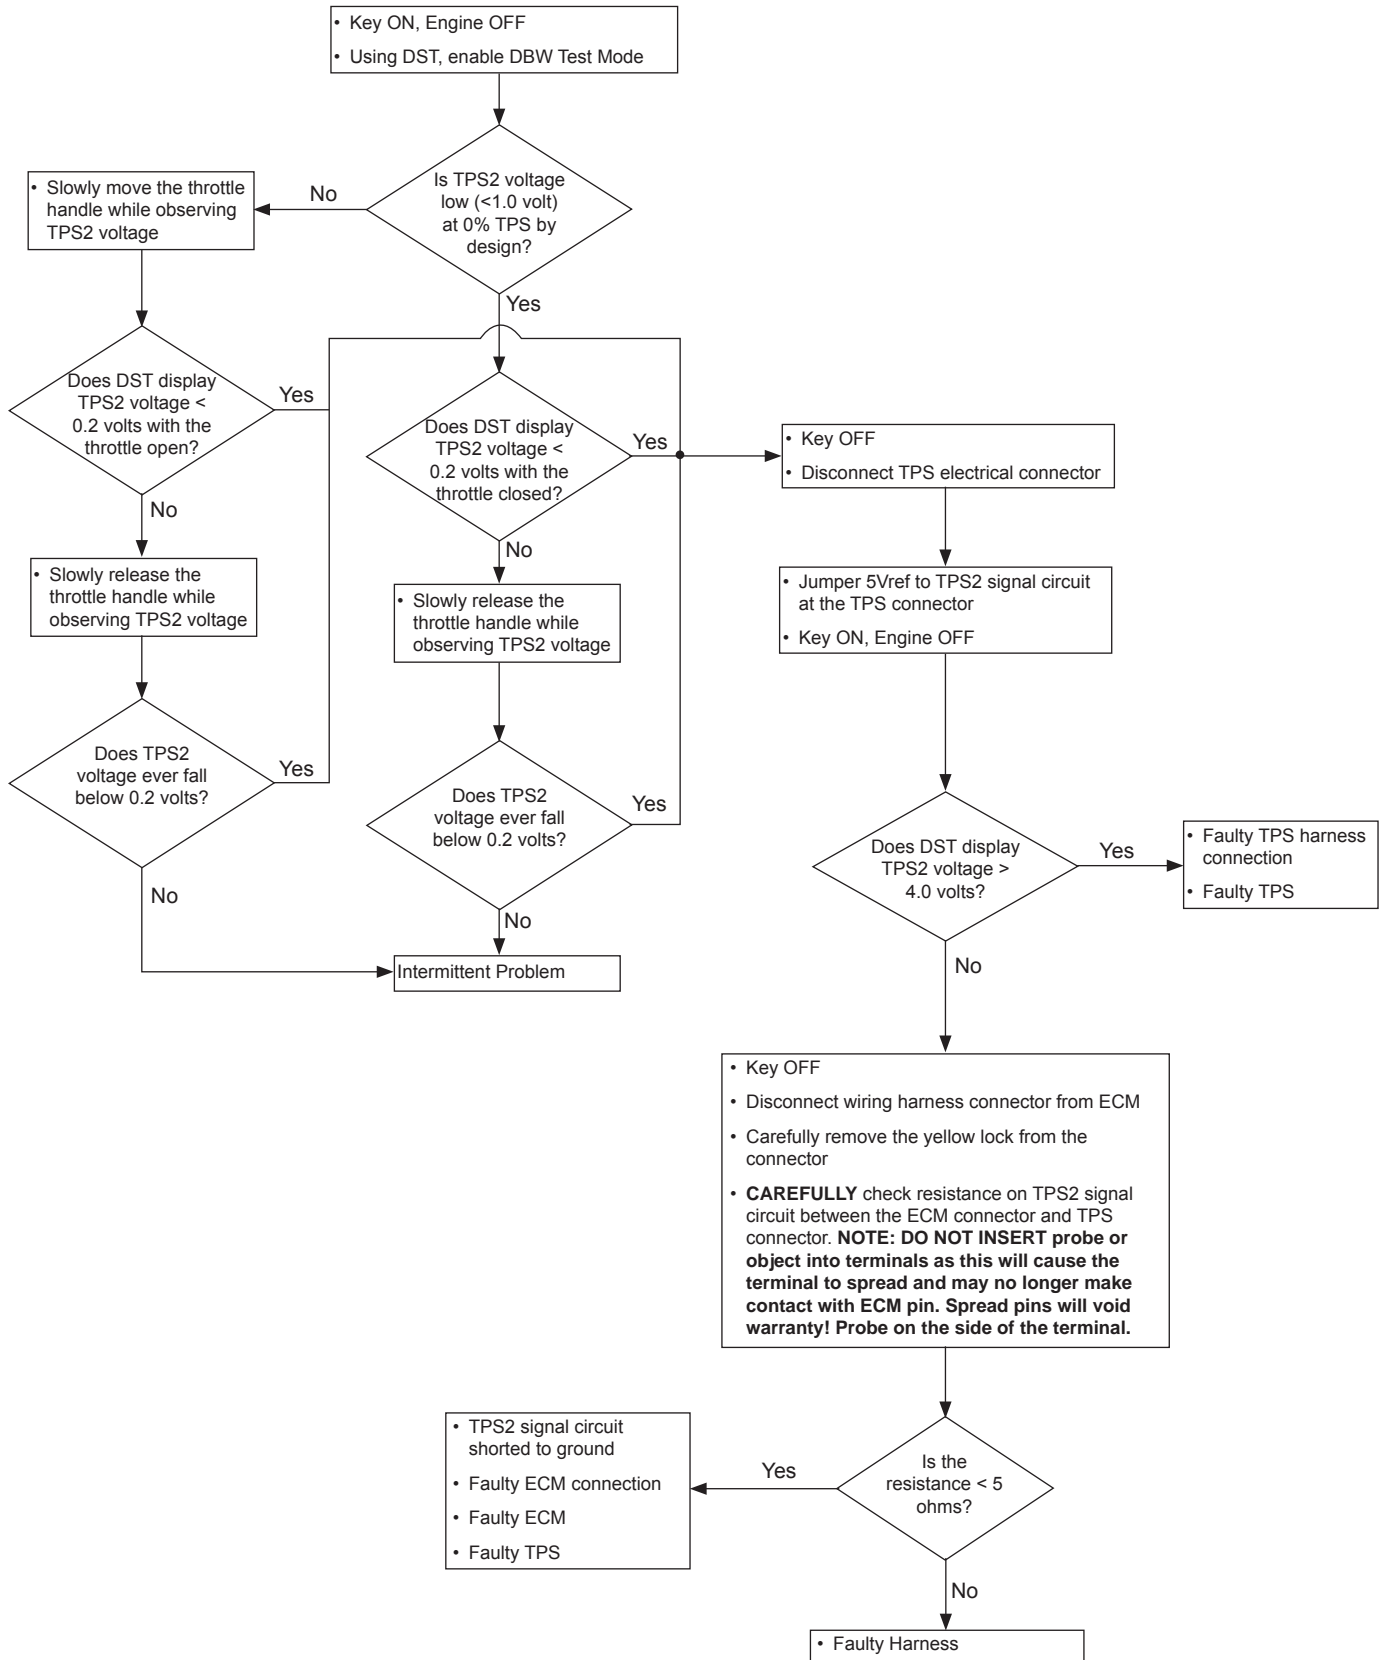 • Key ON, Engine OFF
• Using DST, enable DBW Test Mode
Is TPS2 voltage
low (<1.0 volt)
at 0% TPS by
design?
No
• Slowly move the throttle
handle while observing
TPS2 voltage
Yes
Does DST display
TPS2 voltage <
0.2 volts with the
throttle open?
Yes
No
• Slowly release the
throttle handle while
observing TPS2 voltage
Does TPS2
voltage ever fall
below 0.2 volts?
Yes
No
Does DST display
TPS2 voltage <
0.2 volts with the
throttle closed?
Yes
No
• Slowly release the
throttle handle while
observing TPS2 voltage
Does TPS2
voltage ever fall
below 0.2 volts?
Yes
No
Intermittent Problem
• Key OFF
• Disconnect TPS electrical connector
• Jumper 5Vref to TPS2 signal circuit
at the TPS connector
• Key ON, Engine OFF
Does DST display
TPS2 voltage >
4.0 volts?
Yes
• Faulty TPS harness
connection
• Faulty TPS
No
• Key OFF
• Disconnect wiring harness connector from ECM
• Carefully remove the yellow lock from the
connector
• CAREFULLY check resistance on TPS2 signal
circuit between the ECM connector and TPS
connector. NOTE: DO NOT INSERT probe or
object into terminals as this will cause the
terminal to spread and may no longer make
contact with ECM pin. Spread pins will void
warranty! Probe on the side of the terminal.
Is the
resistance < 5
ohms?
Yes
• TPS2 signal circuit
shorted to ground
• Faulty ECM connection
• Faulty ECM
• Faulty TPS
No
• Faulty Harness